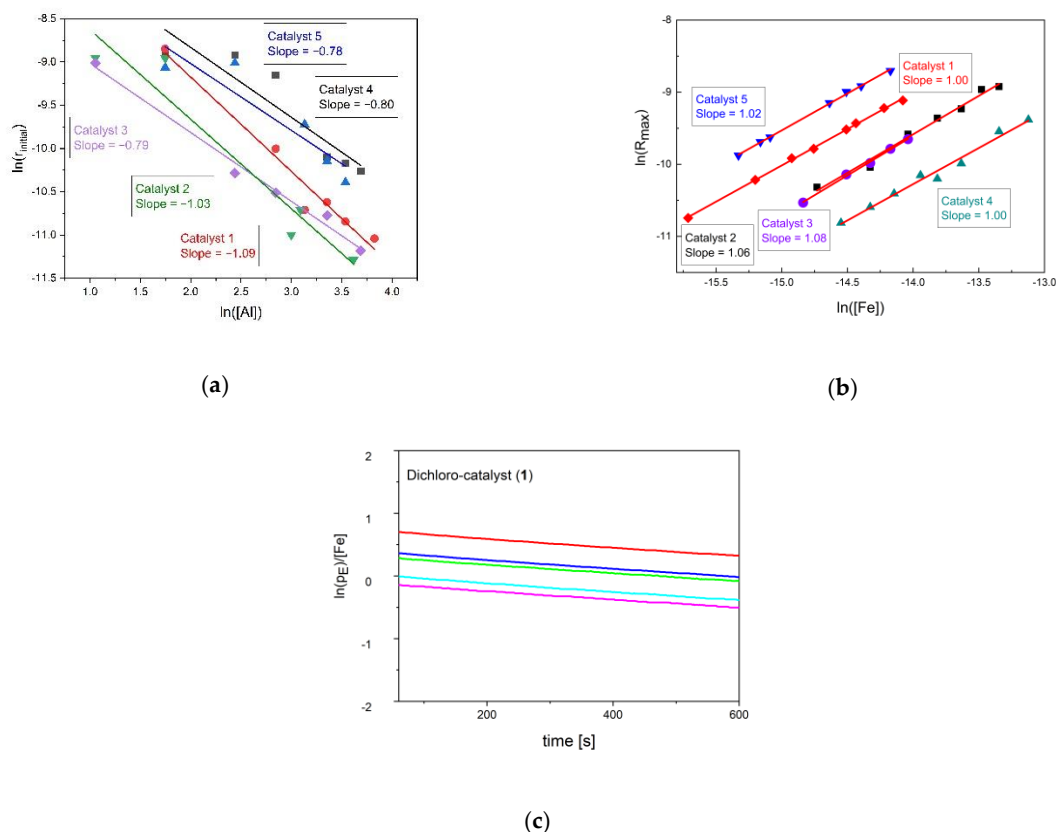 -8.5
-9.0
-9.5
-10.0
-10.5
-11.0
-11.5
ln(r_initial)
Catalyst 5
Slope = −0.78
Catalyst 4
Slope = −0.80
Catalyst 3
Slope = −0.79
Catalyst 2
Slope = −1.03
Catalyst 1
Slope = −1.09
1.0 1.5 2.0 2.5 3.0 3.5 4.0
ln([Al])
(a)
-8
-9
-10
-11
ln(R_max)
Catalyst 1
Slope = 1.00
Catalyst 5
Slope = 1.02
Catalyst 4
Slope = 1.00
Catalyst 3
Slope = 1.08
Catalyst 2
Slope = 1.06
-15.5 -15.0 -14.5 -14.0 -13.5 -13.0
ln([Fe])
(b)
2
1
0
-1
-2
ln(p_E)/[Fe]
Dichloro-catalyst (1)
200 400 600
time [s]
(c)